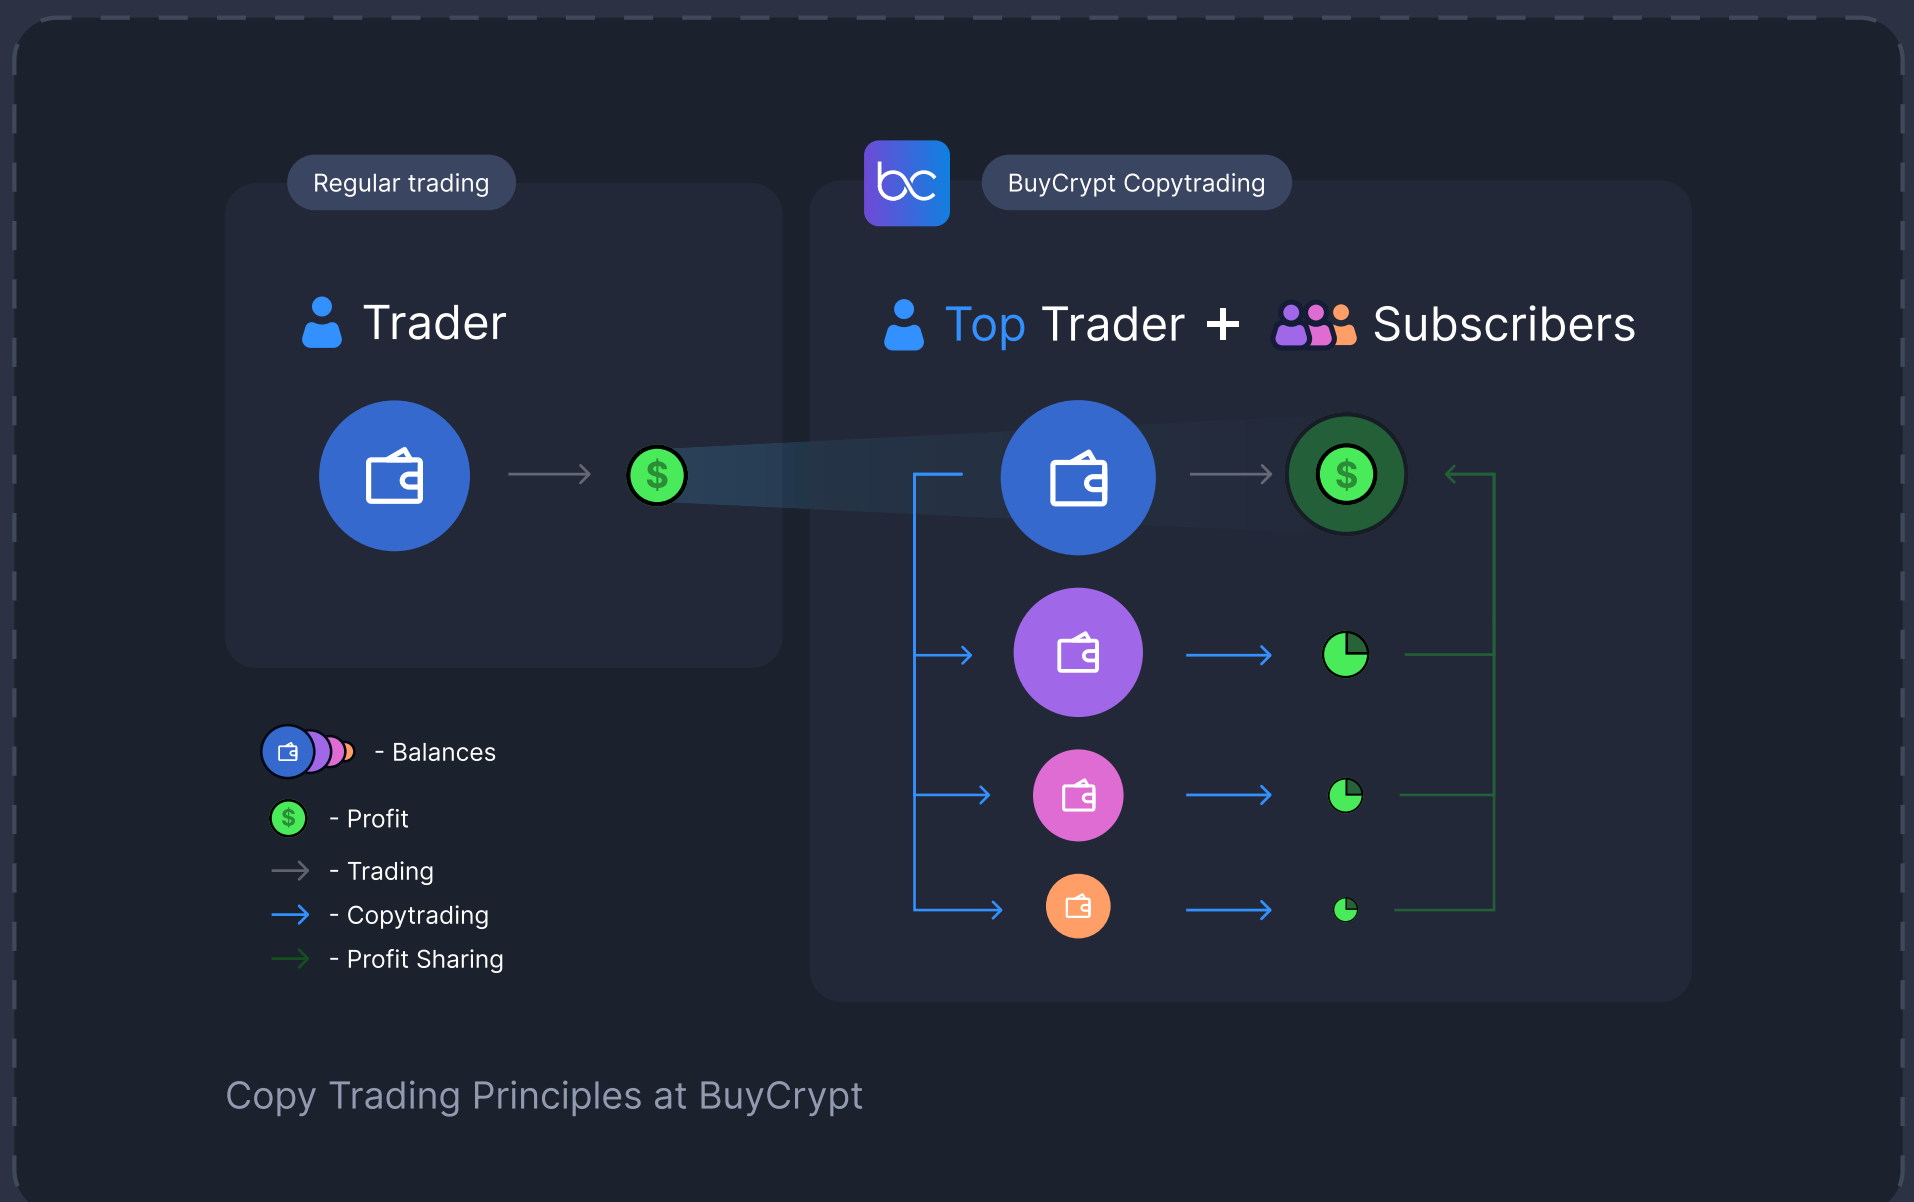 Regular trading
bc
BuyCrypt Copytrading
Trader
Top Trader + Subscribers
$
$
- Balances
$ - Profit
- Trading
- Copytrading
- Profit Sharing
Copy Trading Principles at BuyCrypt